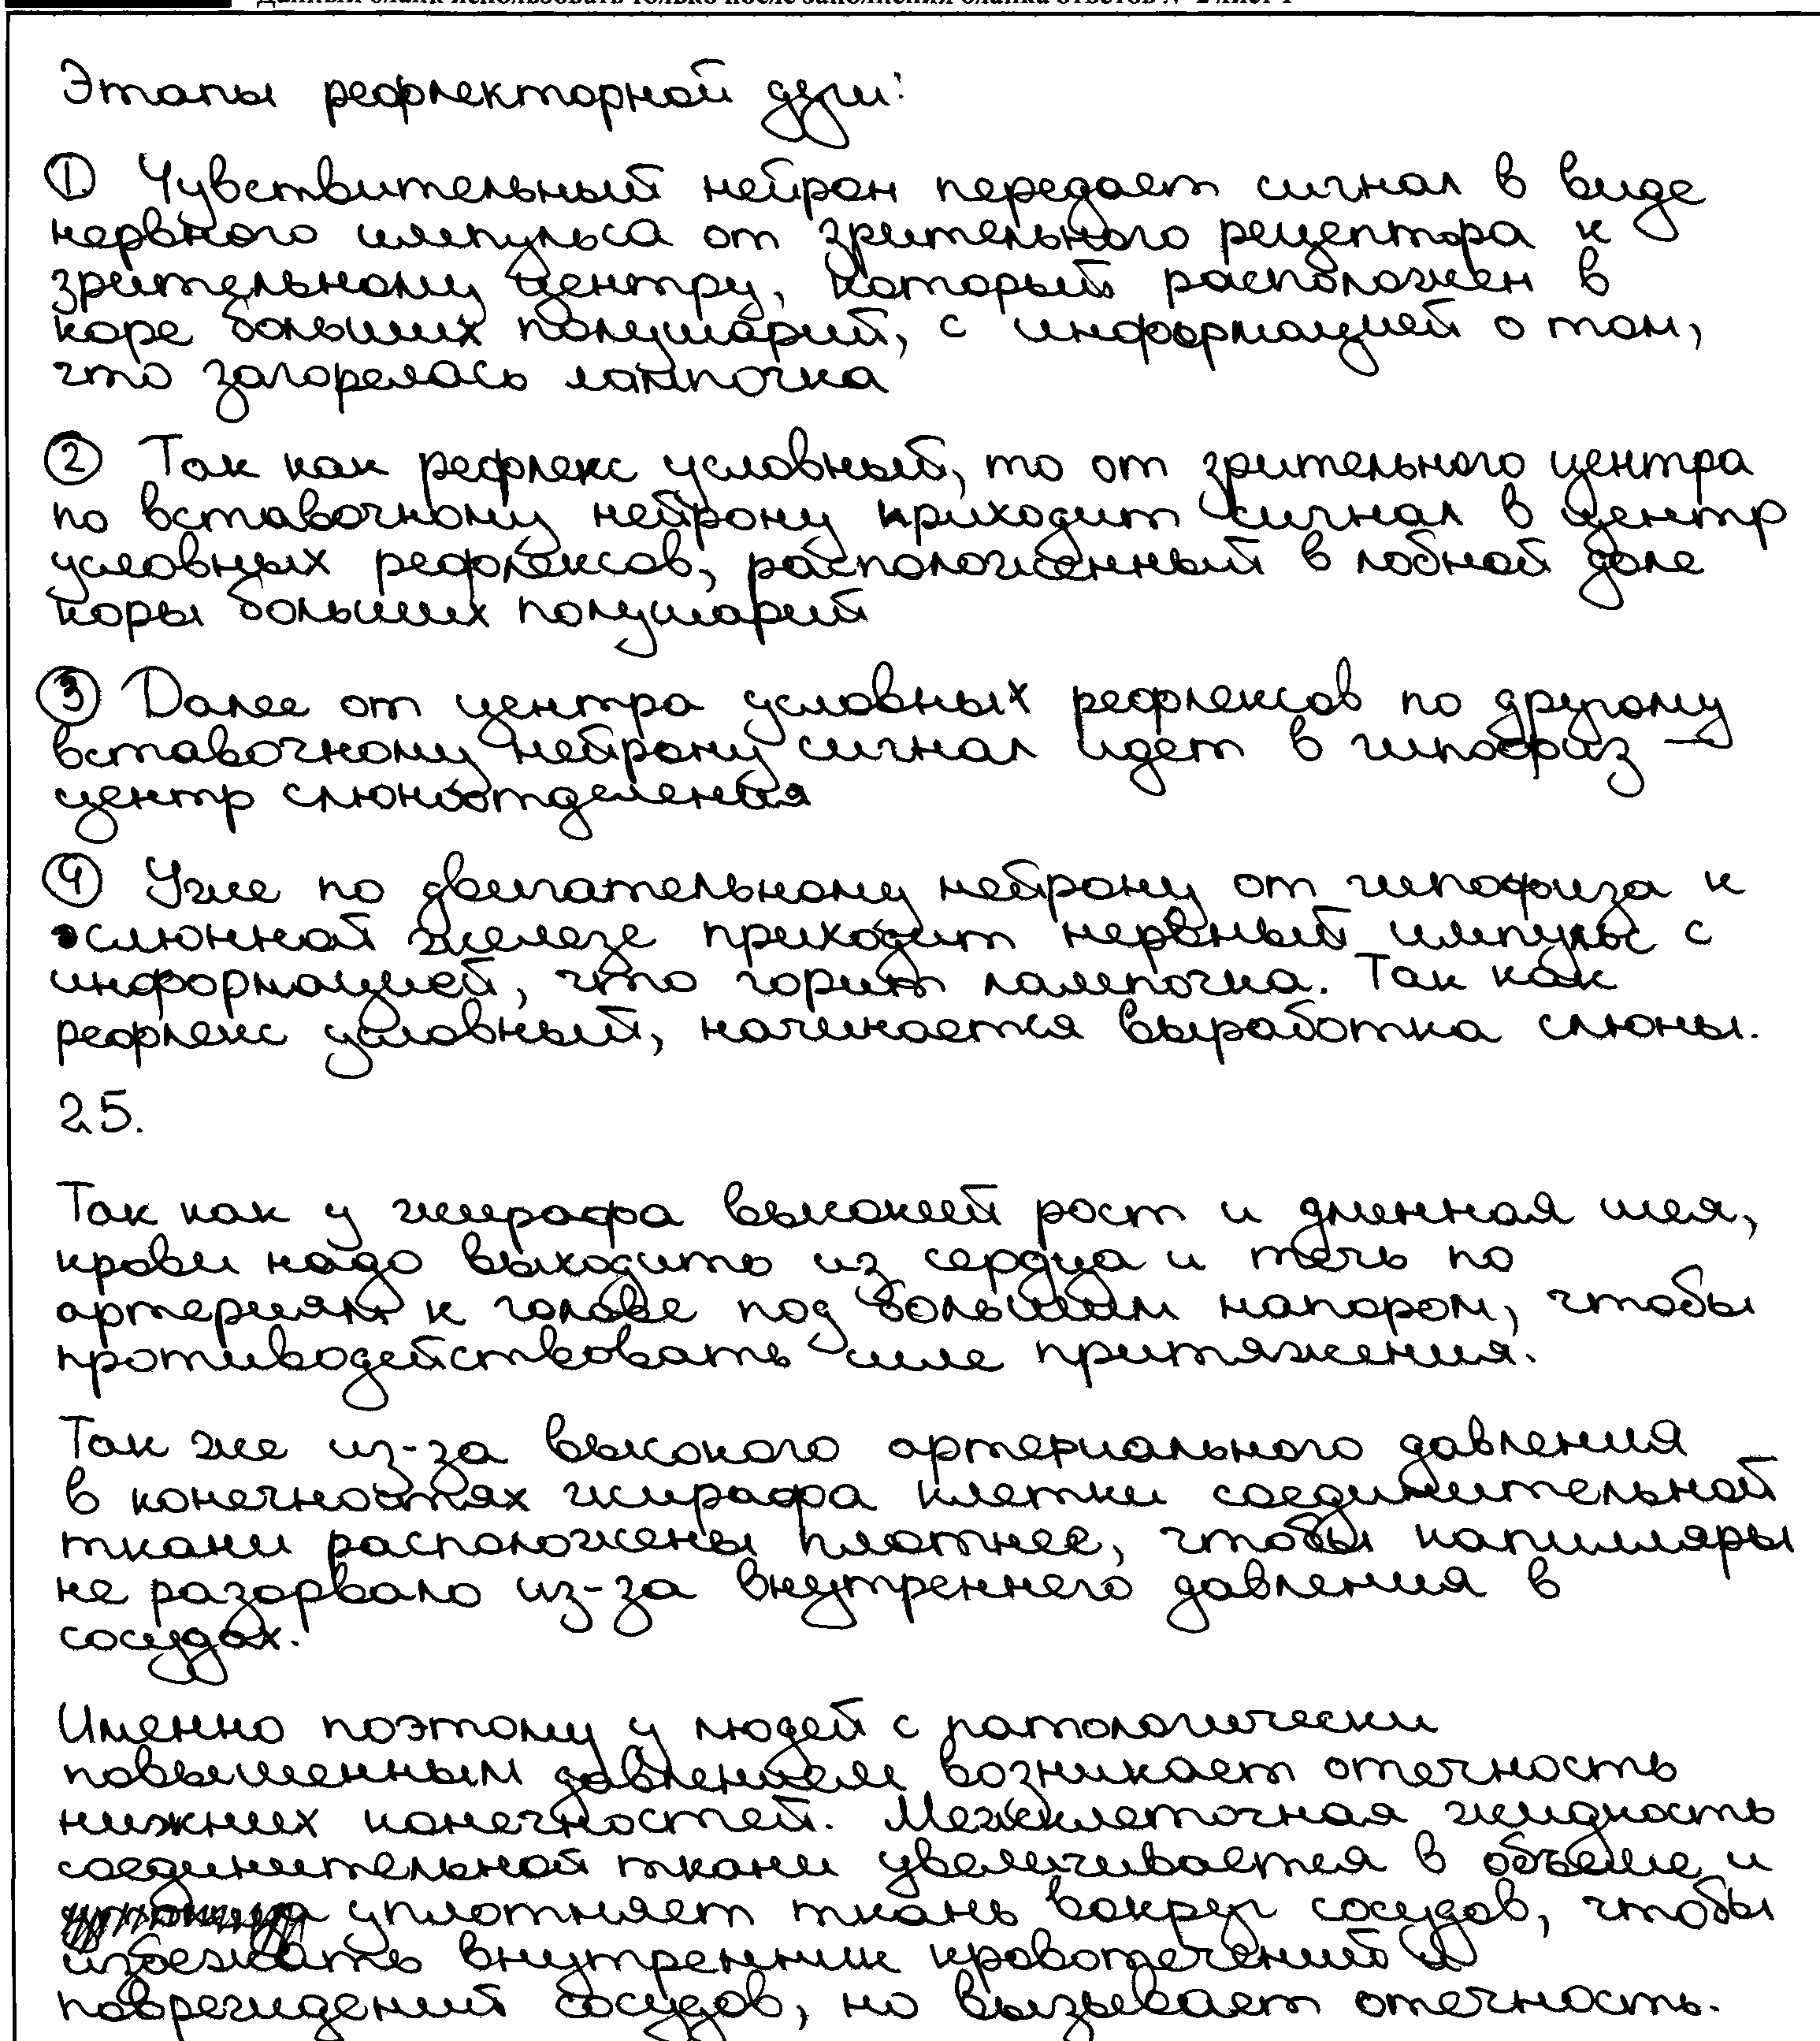 Данный бланк использовать только после заполнения бланка ответов № 2 лист 1
Этапы рефлекторной дуги:
① Чувствительный нейрон передает сигнал в виде
нервного импульса от зрительного рецептора к
зрительному центру, который расположен в
коре больших полушарий, с информацией о том,
что загорелась лампочка
② Так как рефлекс условный, то от зрительного центра
по вставочному нейрону приходит сигнал в центр
условных рефлексов, расположенный в лобной доле
коры больших полушарий
③ Далее от центра условных рефлексов по другому
вставочному нейрону сигнал идет в гипофиз —
центр слюноотделения
④ Уже по двигательному нейрону от гипофиза к
слюнной железе приходит нервный импульс с
информацией, что горит лампочка. Так как
рефлекс условный, начинается выработка слюны.
25.
Так как у жирафа высокий рост и длинная шея,
крови надо выходить из сердца и течь по
артериям к голове под большим напором, чтобы
противодействовать силе притяжения.
Так же из-за высокого артериального давления
в конечностях жирафа клетки соединительной
ткани расположены плотнее, чтобы капилляры
не разорвало из-за внутреннего давления в
сосудах.
Именно поэтому у людей с патологически
повышенным давлением возникает отечность
нижних конечностей. Межклеточная жидкость
соединительной ткани увеличивается в объеме и
уплотняет ткань вокруг сосудов, чтобы
избежать внутренних кровотечений и
повреждений сосудов, но вызывает отечность.